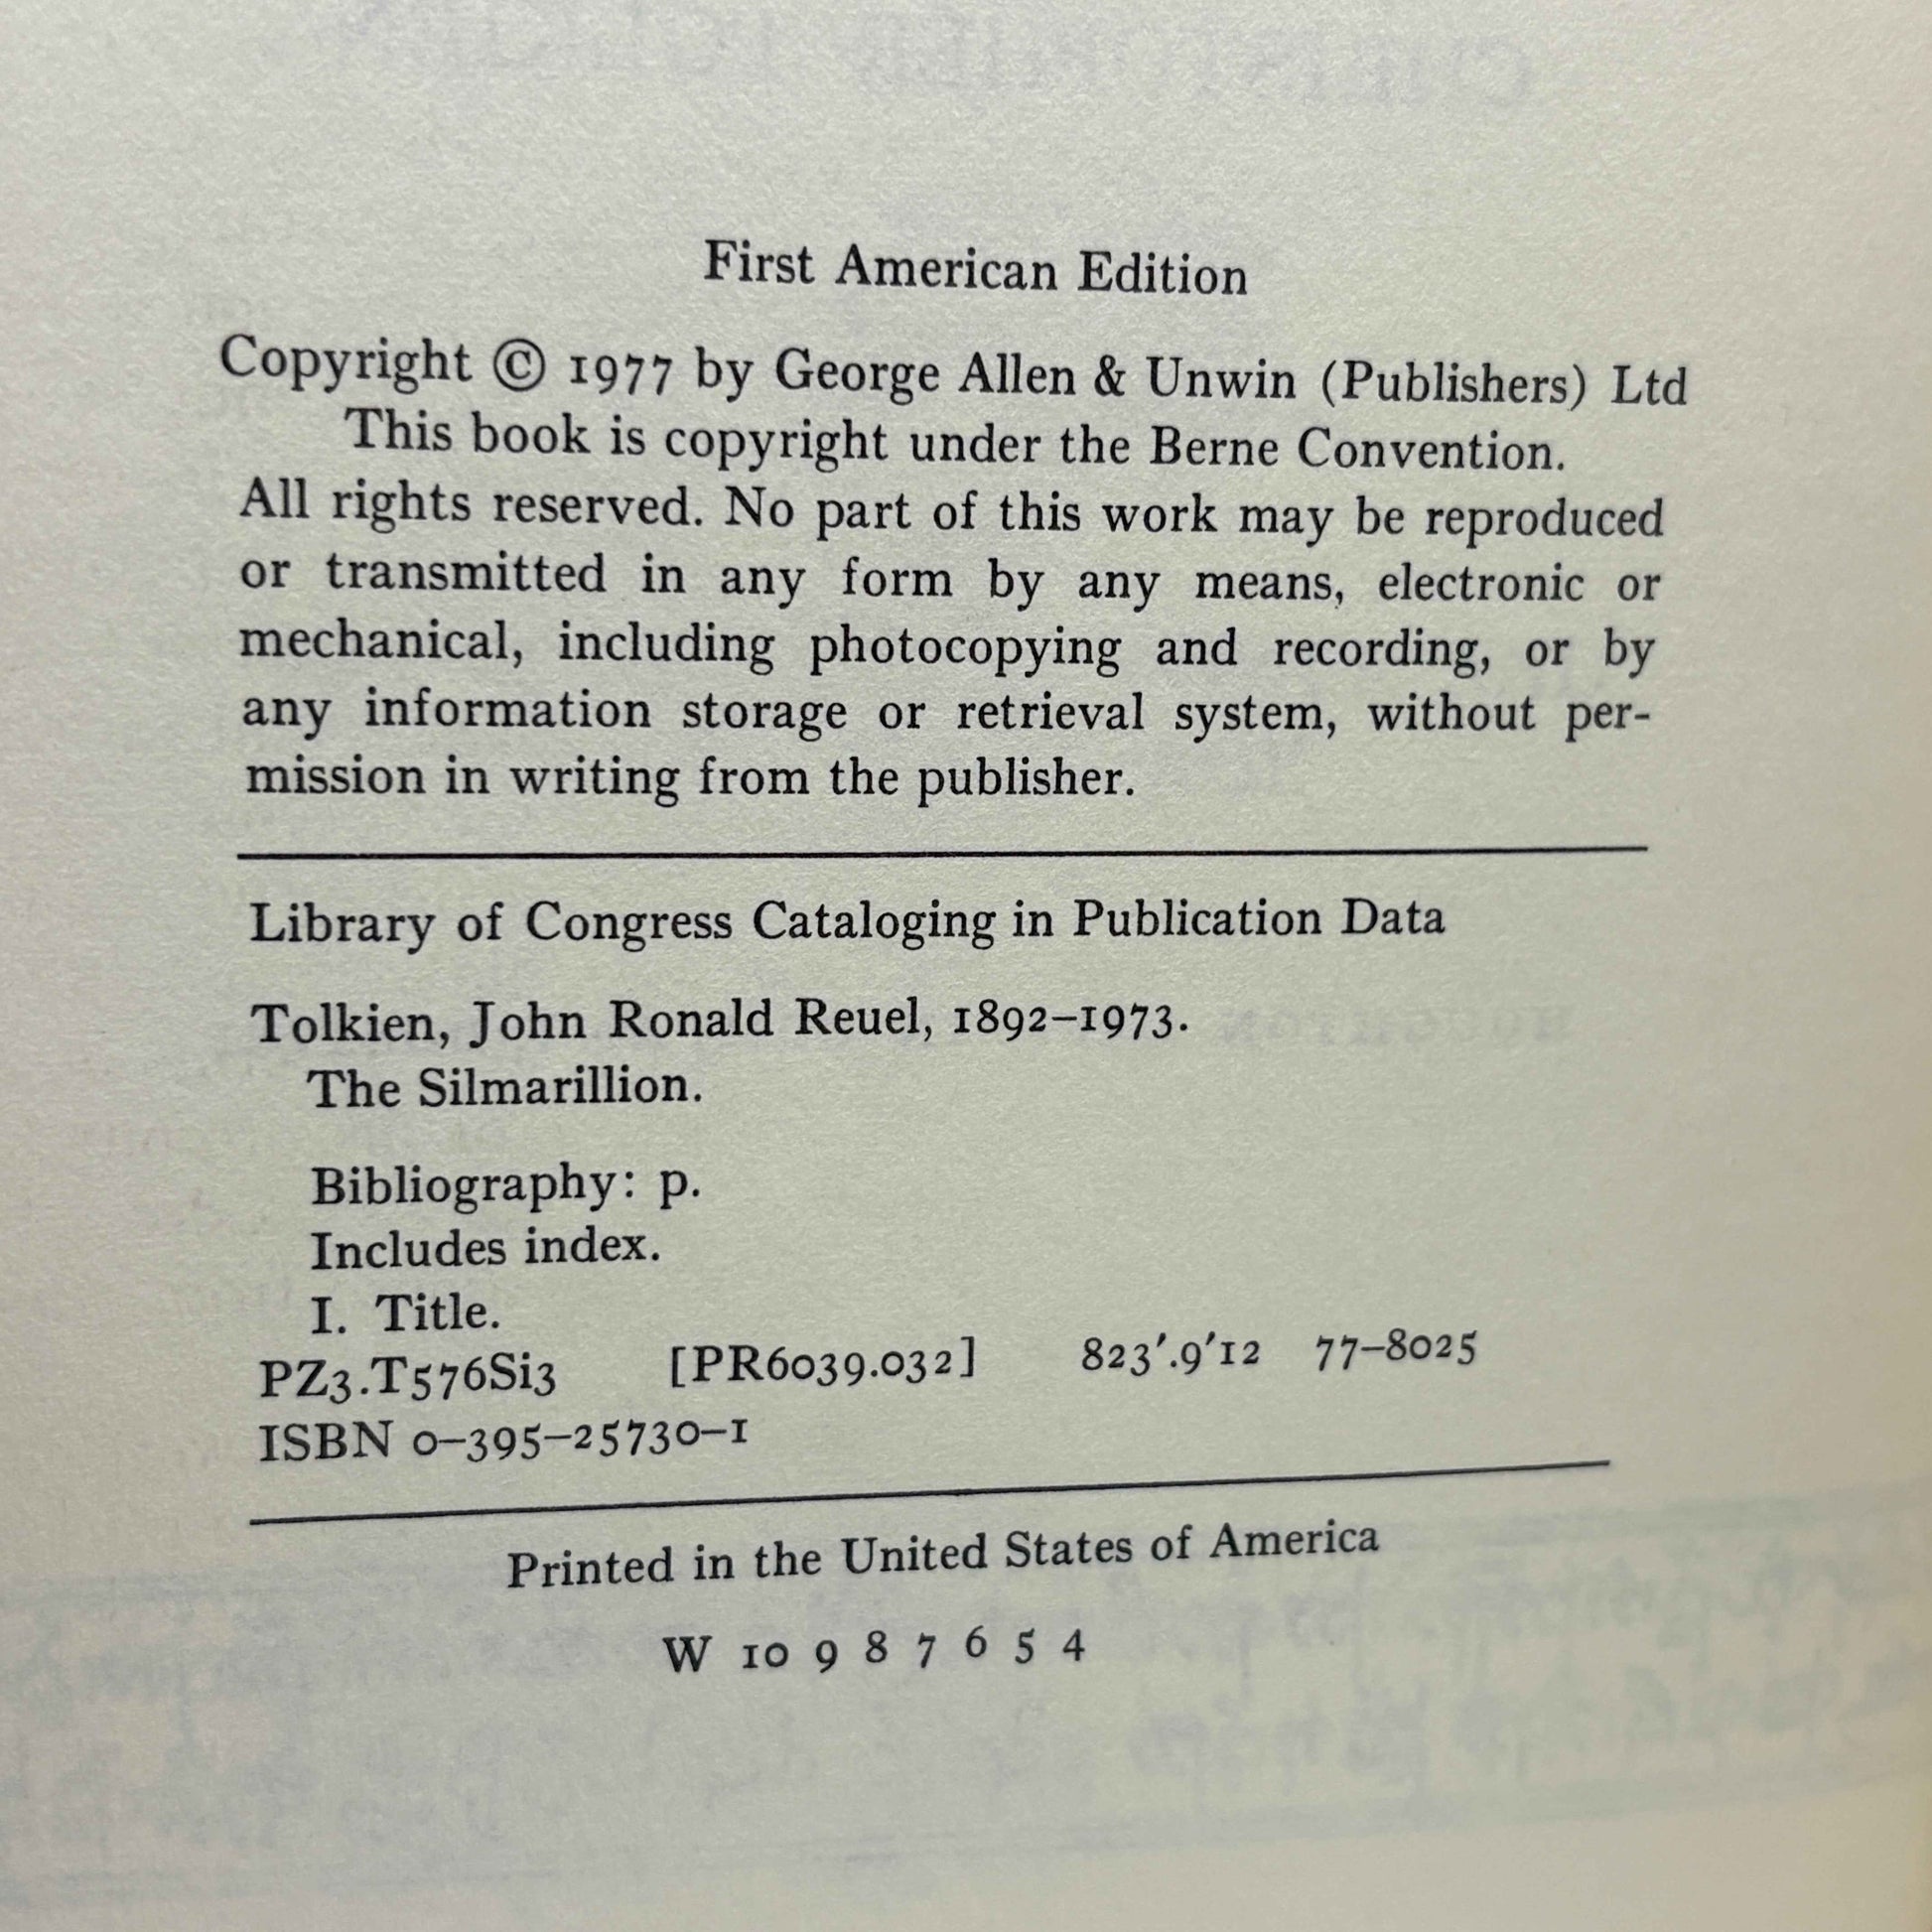 First American Edition
Copyright © 1977 by George Allen & Unwin (Publishers) Ltd
This book is copyright under the Berne Convention.
All rights reserved. No part of this work may be reproduced
or transmitted in any form by any means, electronic or
mechanical, including photocopying and recording, or by
any information storage or retrieval system, without per-
mission in writing from the publisher.
Library of Congress Cataloging in Publication Data
Tolkien, John Ronald Reuel, 1892–1973.
The Silmarillion.
Bibliography: p.
Includes index.
I. Title.
PZ3.T576Si3 [PR6039.032] 823′.9′12 77–8025
ISBN 0–395–25730–1
Printed in the United States of America
W 10 9 8 7 6 5 4